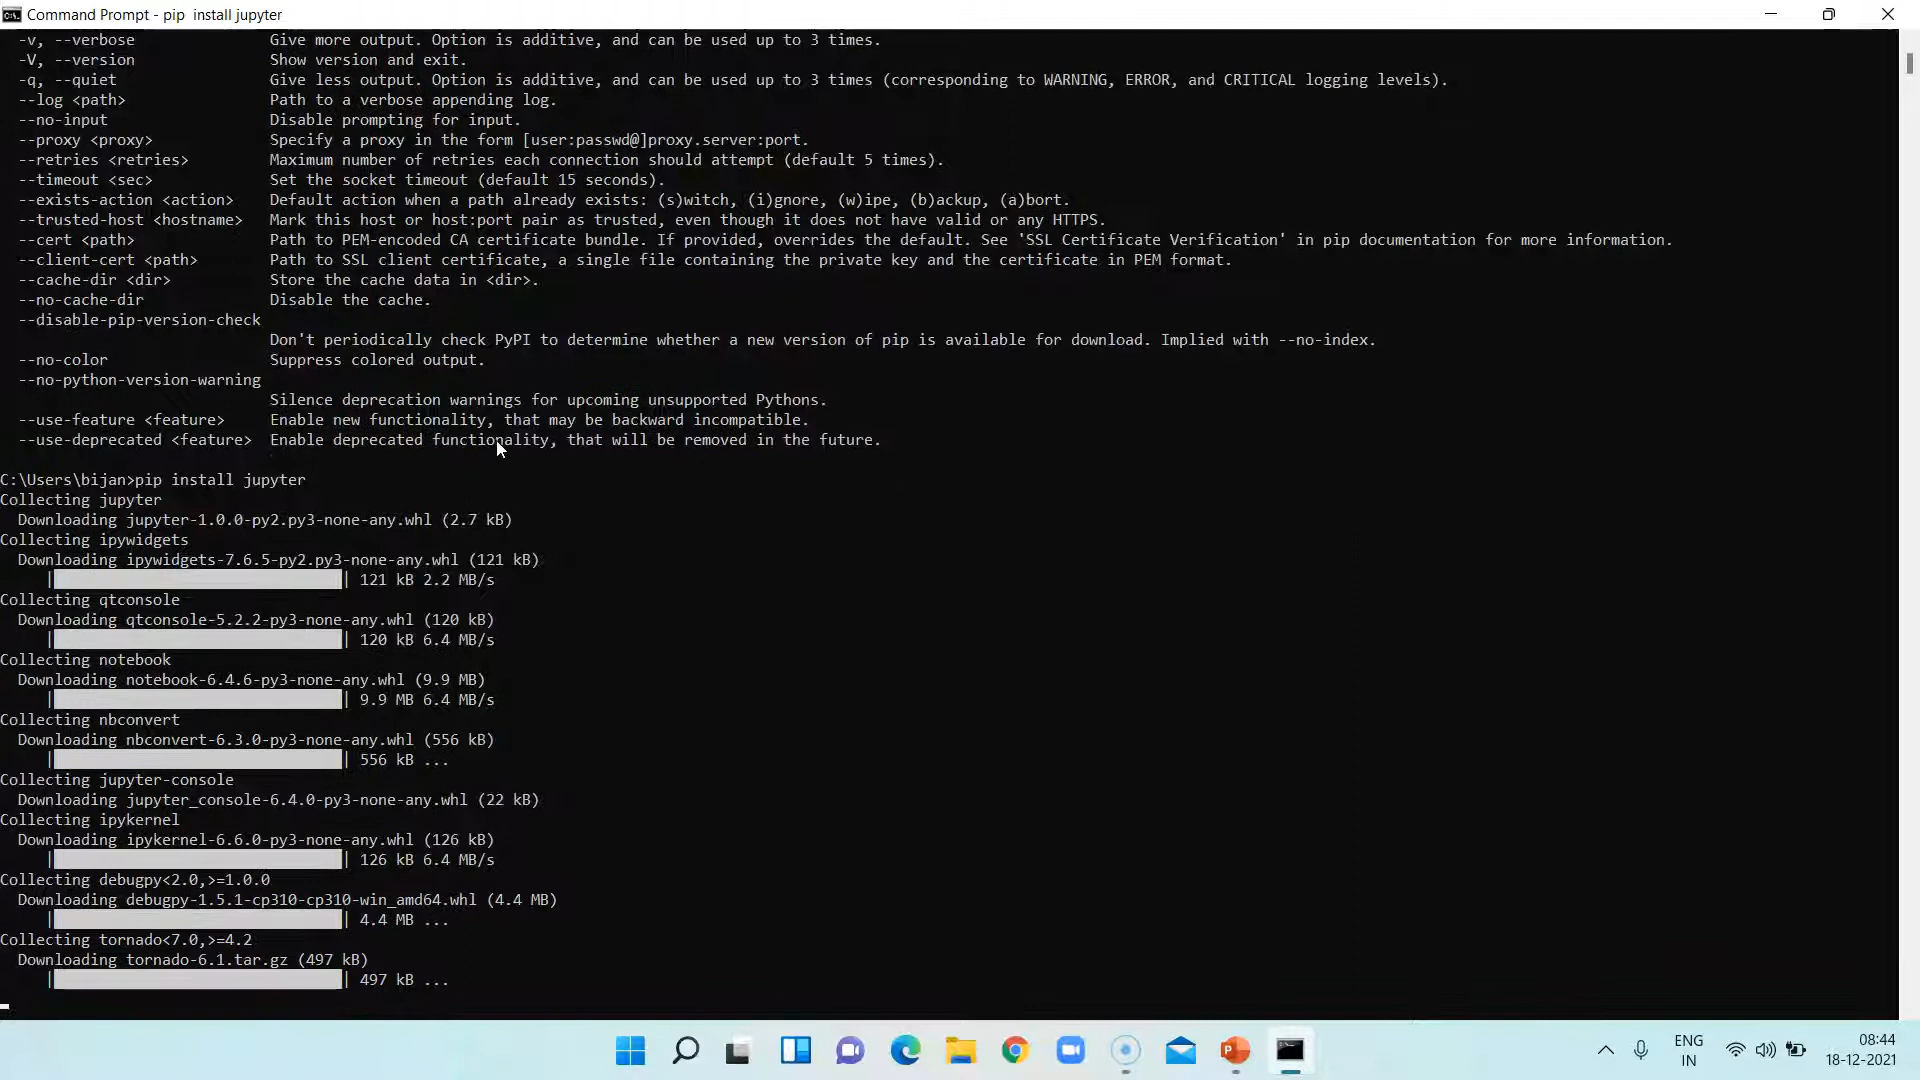 Command Prompt - pip  install jupyter
-v, --verbose Give more output. Option is additive, and can be used up to 3 times.
-V, --version Show version and exit.
-q, --quiet Give less output. Option is additive, and can be used up to 3 times (corresponding to WARNING, ERROR, and CRITICAL logging levels).
--log <path> Path to a verbose appending log.
--no-input Disable prompting for input.
--proxy <proxy> Specify a proxy in the form [user:passwd@]proxy.server:port.
--retries <retries> Maximum number of retries each connection should attempt (default 5 times).
--timeout <sec> Set the socket timeout (default 15 seconds).
--exists-action <action> Default action when a path already exists: (s)witch, (i)gnore, (w)ipe, (b)ackup, (a)bort.
--trusted-host <hostname> Mark this host or host:port pair as trusted, even though it does not have valid or any HTTPS.
--cert <path> Path to PEM-encoded CA certificate bundle. If provided, overrides the default. See 'SSL Certificate Verification' in pip documentation for more information.
--client-cert <path> Path to SSL client certificate, a single file containing the private key and the certificate in PEM format.
--cache-dir <dir> Store the cache data in <dir>.
--no-cache-dir Disable the cache.
--disable-pip-version-check
Don't periodically check PyPI to determine whether a new version of pip is available for download. Implied with --no-index.
--no-color Suppress colored output.
--no-python-version-warning
Silence deprecation warnings for upcoming unsupported Pythons.
--use-feature <feature> Enable new functionality, that may be backward incompatible.
--use-deprecated <feature> Enable deprecated functionality, that will be removed in the future.
C:\Users\bijan>pip install jupyter
Collecting jupyter
Downloading jupyter-1.0.0-py2.py3-none-any.whl (2.7 kB)
Collecting ipywidgets
Downloading ipywidgets-7.6.5-py2.py3-none-any.whl (121 kB)
| | 121 kB 2.2 MB/s
Collecting qtconsole
Downloading qtconsole-5.2.2-py3-none-any.whl (120 kB)
| | 120 kB 6.4 MB/s
Collecting notebook
Downloading notebook-6.4.6-py3-none-any.whl (9.9 MB)
| | 9.9 MB 6.4 MB/s
Collecting nbconvert
Downloading nbconvert-6.3.0-py3-none-any.whl (556 kB)
| | 556 kB ...
Collecting jupyter-console
Downloading jupyter_console-6.4.0-py3-none-any.whl (22 kB)
Collecting ipykernel
Downloading ipykernel-6.6.0-py3-none-any.whl (126 kB)
| | 126 kB 6.4 MB/s
Collecting debugpy<2.0,>=1.0.0
Downloading debugpy-1.5.1-cp310-cp310-win_amd64.whl (4.4 MB)
| | 4.4 MB ...
Collecting tornado<7.0,>=4.2
Downloading tornado-6.1.tar.gz (497 kB)
| | 497 kB ...
ENG
IN
08:44
18-12-2021